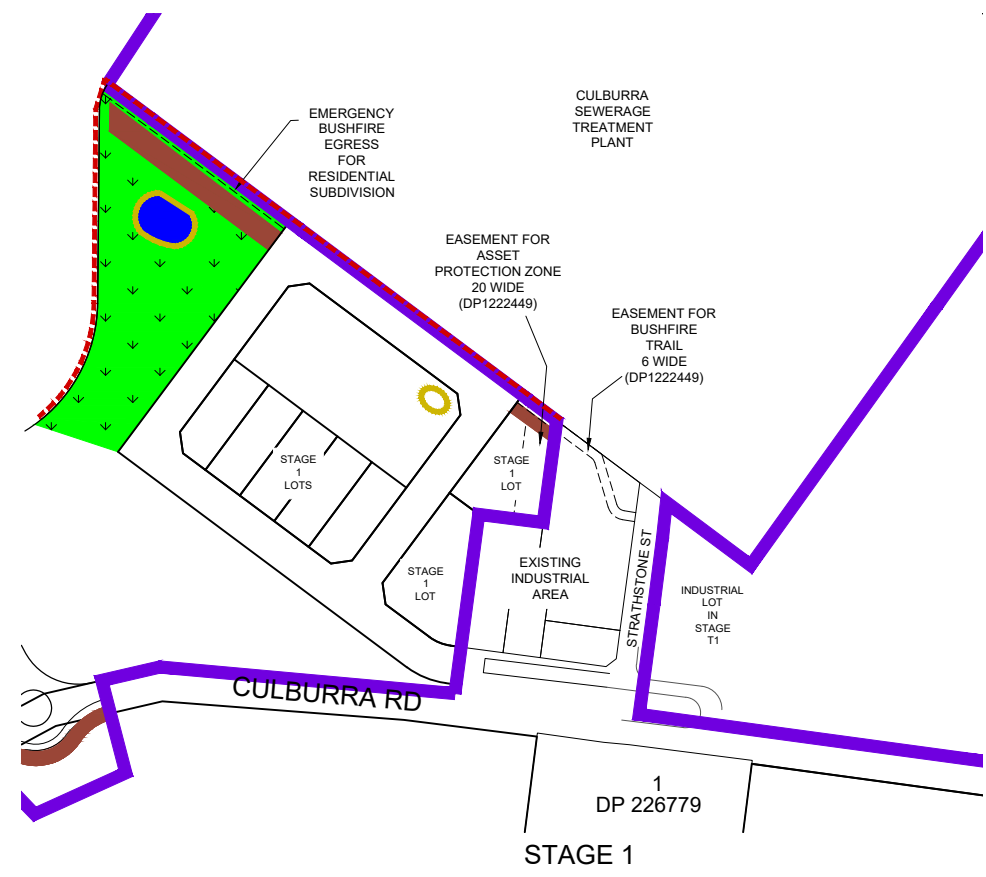 CULBURRA
SEWERAGE
TREATMENT
PLANT
EMERGENCY
BUSHFIRE
EGRESS
FOR
RESIDENTIAL
SUBDIVISION
EASEMENT FOR
ASSET
PROTECTION ZONE
20 WIDE
(DP1222449)
EASEMENT FOR
BUSHFIRE
TRAIL
6 WIDE
(DP1222449)
STAGE
1
LOTS
STAGE
1
LOT
STAGE
1
LOT
EXISTING
INDUSTRIAL
AREA
STRATHSTONE ST
INDUSTRIAL
LOT
IN
STAGE
T1
CULBURRA RD
1
DP 226779
STAGE 1